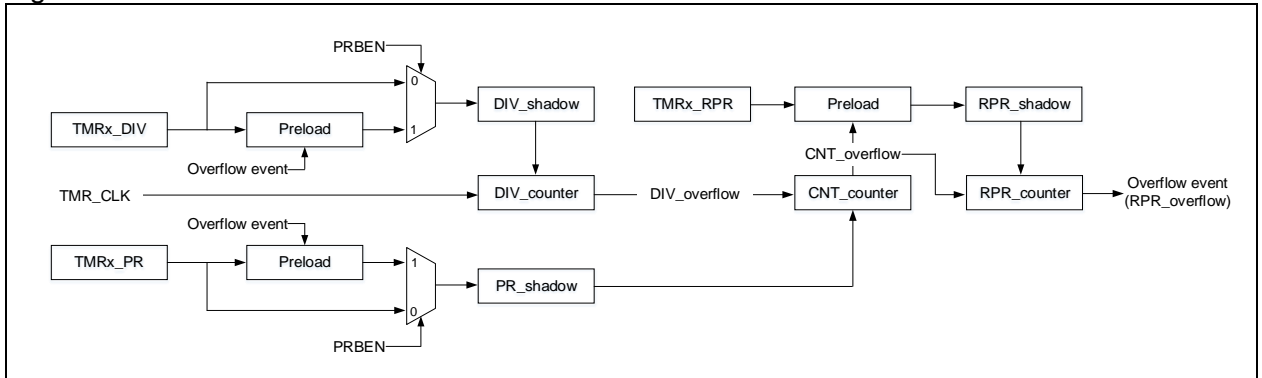 PRBEN
0
TMRx_DIV
Preload
1
DIV_shadow
TMRx_RPR
Preload
RPR_shadow
Overflow event
CNT_overflow
TMR_CLK
DIV_counter
DIV_overflow
CNT_counter
RPR_counter
Overflow event
(RPR_overflow)
Overflow event
TMRx_PR
Preload
1
PR_shadow
0
PRBEN